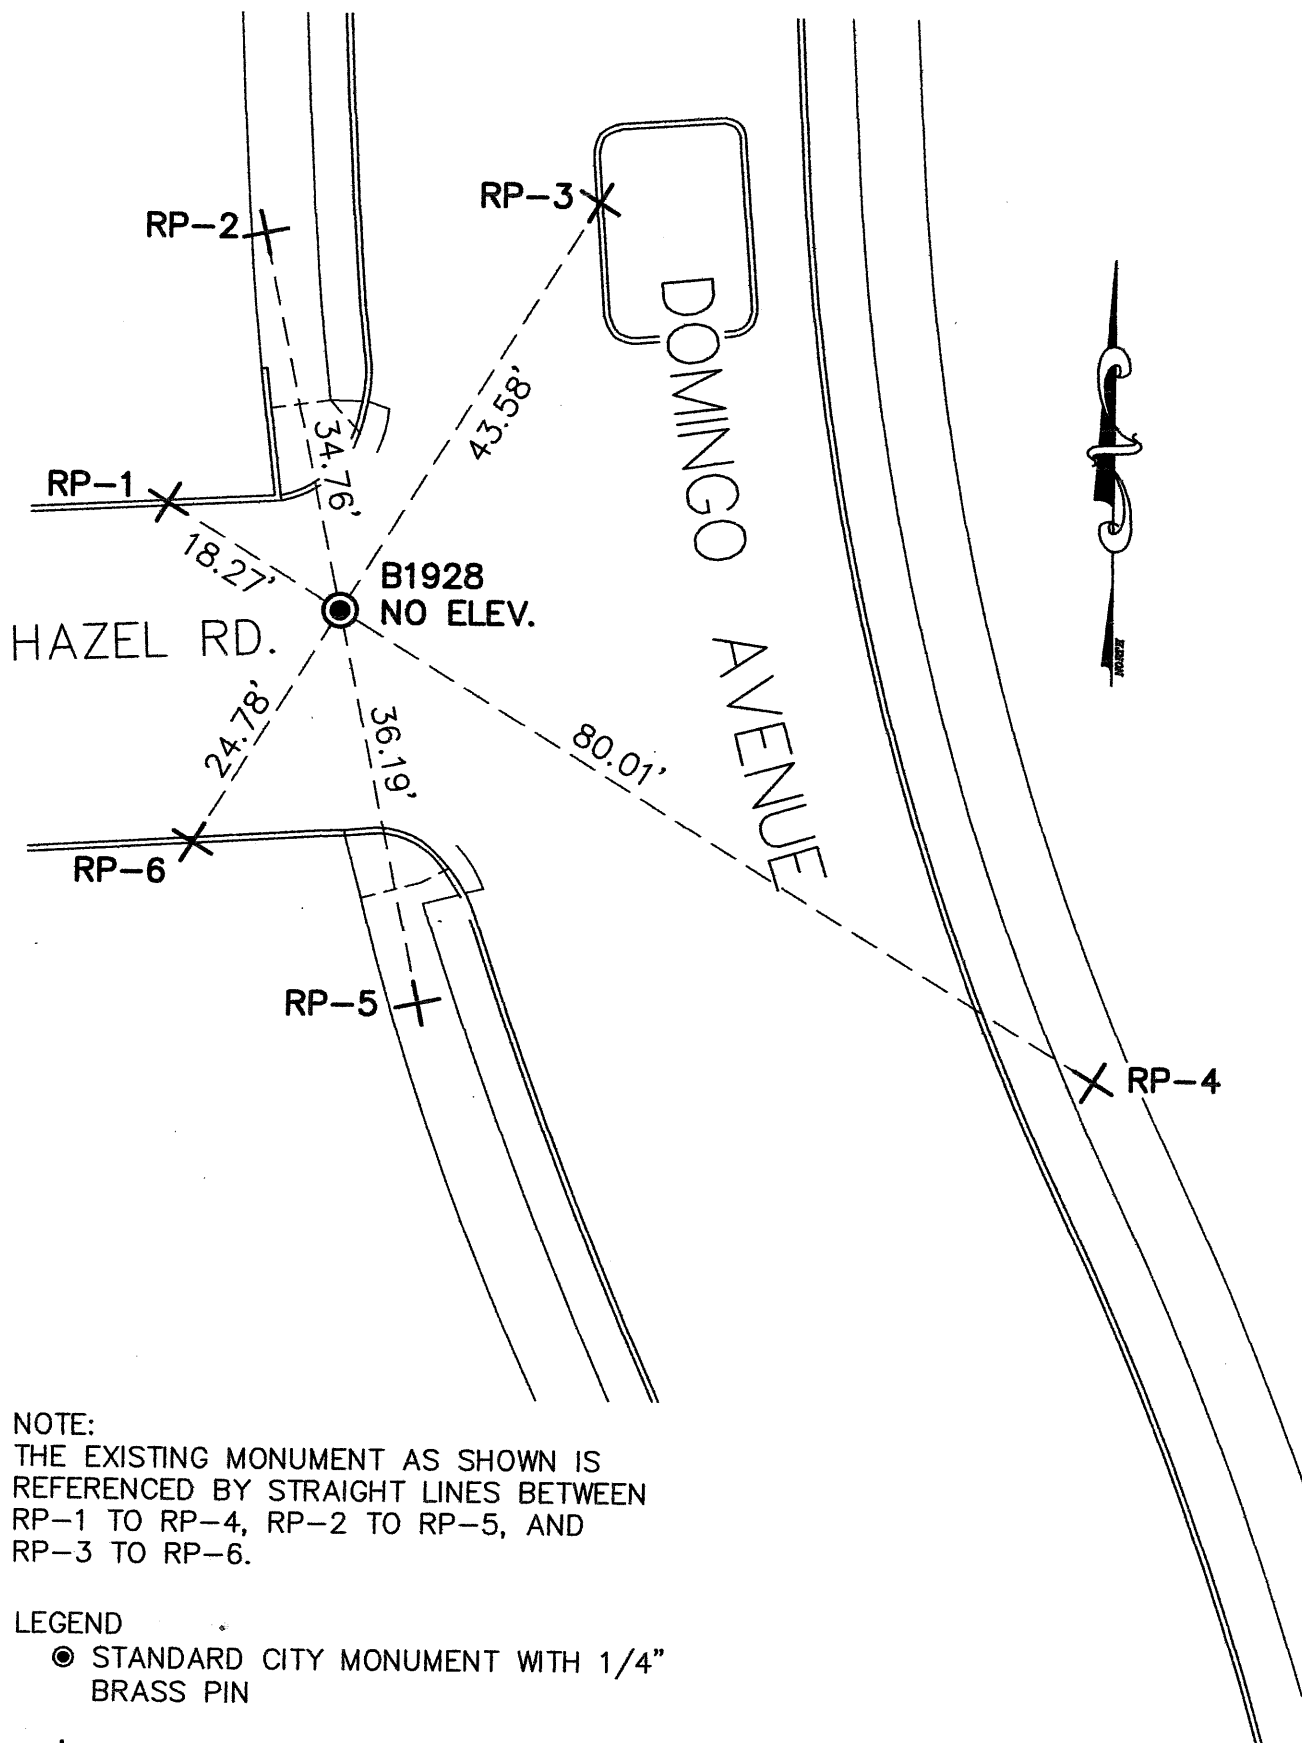 RP-3
RP-2
DOMINGO AVENUE
43.58'
34.76'
RP-1
18.27'
B1928
NO ELEV.
HAZEL RD.
24.78'
36.19'
80.01'
RP-6
RP-5
RP-4
NOTE:
THE EXISTING MONUMENT AS SHOWN IS
REFERENCED BY STRAIGHT LINES BETWEEN
RP-1 TO RP-4, RP-2 TO RP-5, AND
RP-3 TO RP-6.
LEGEND
STANDARD CITY MONUMENT WITH 1/4"
BRASS PIN